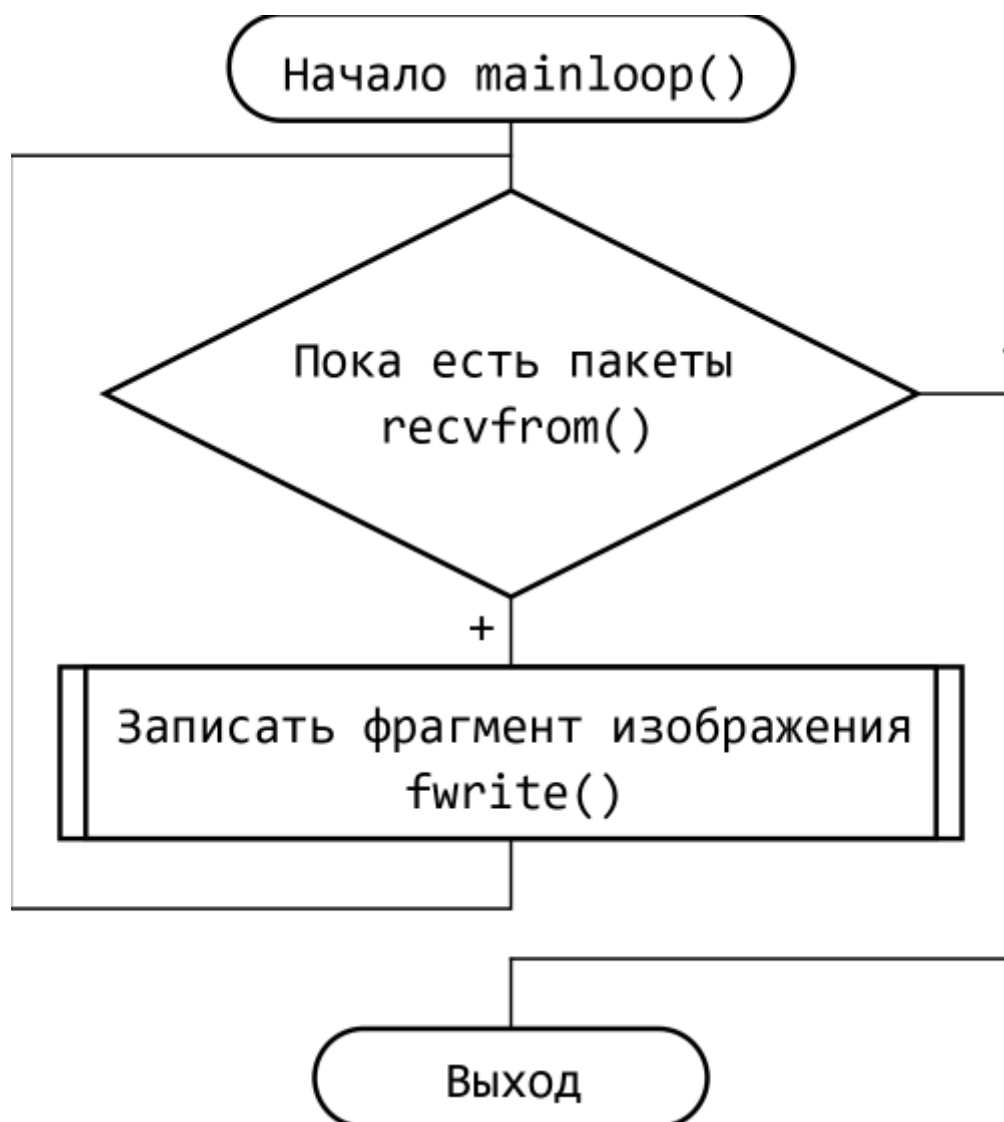 Начало mainloop()
Пока есть пакеты
recvfrom()
+
Записать фрагмент изображения
fwrite()
Выход